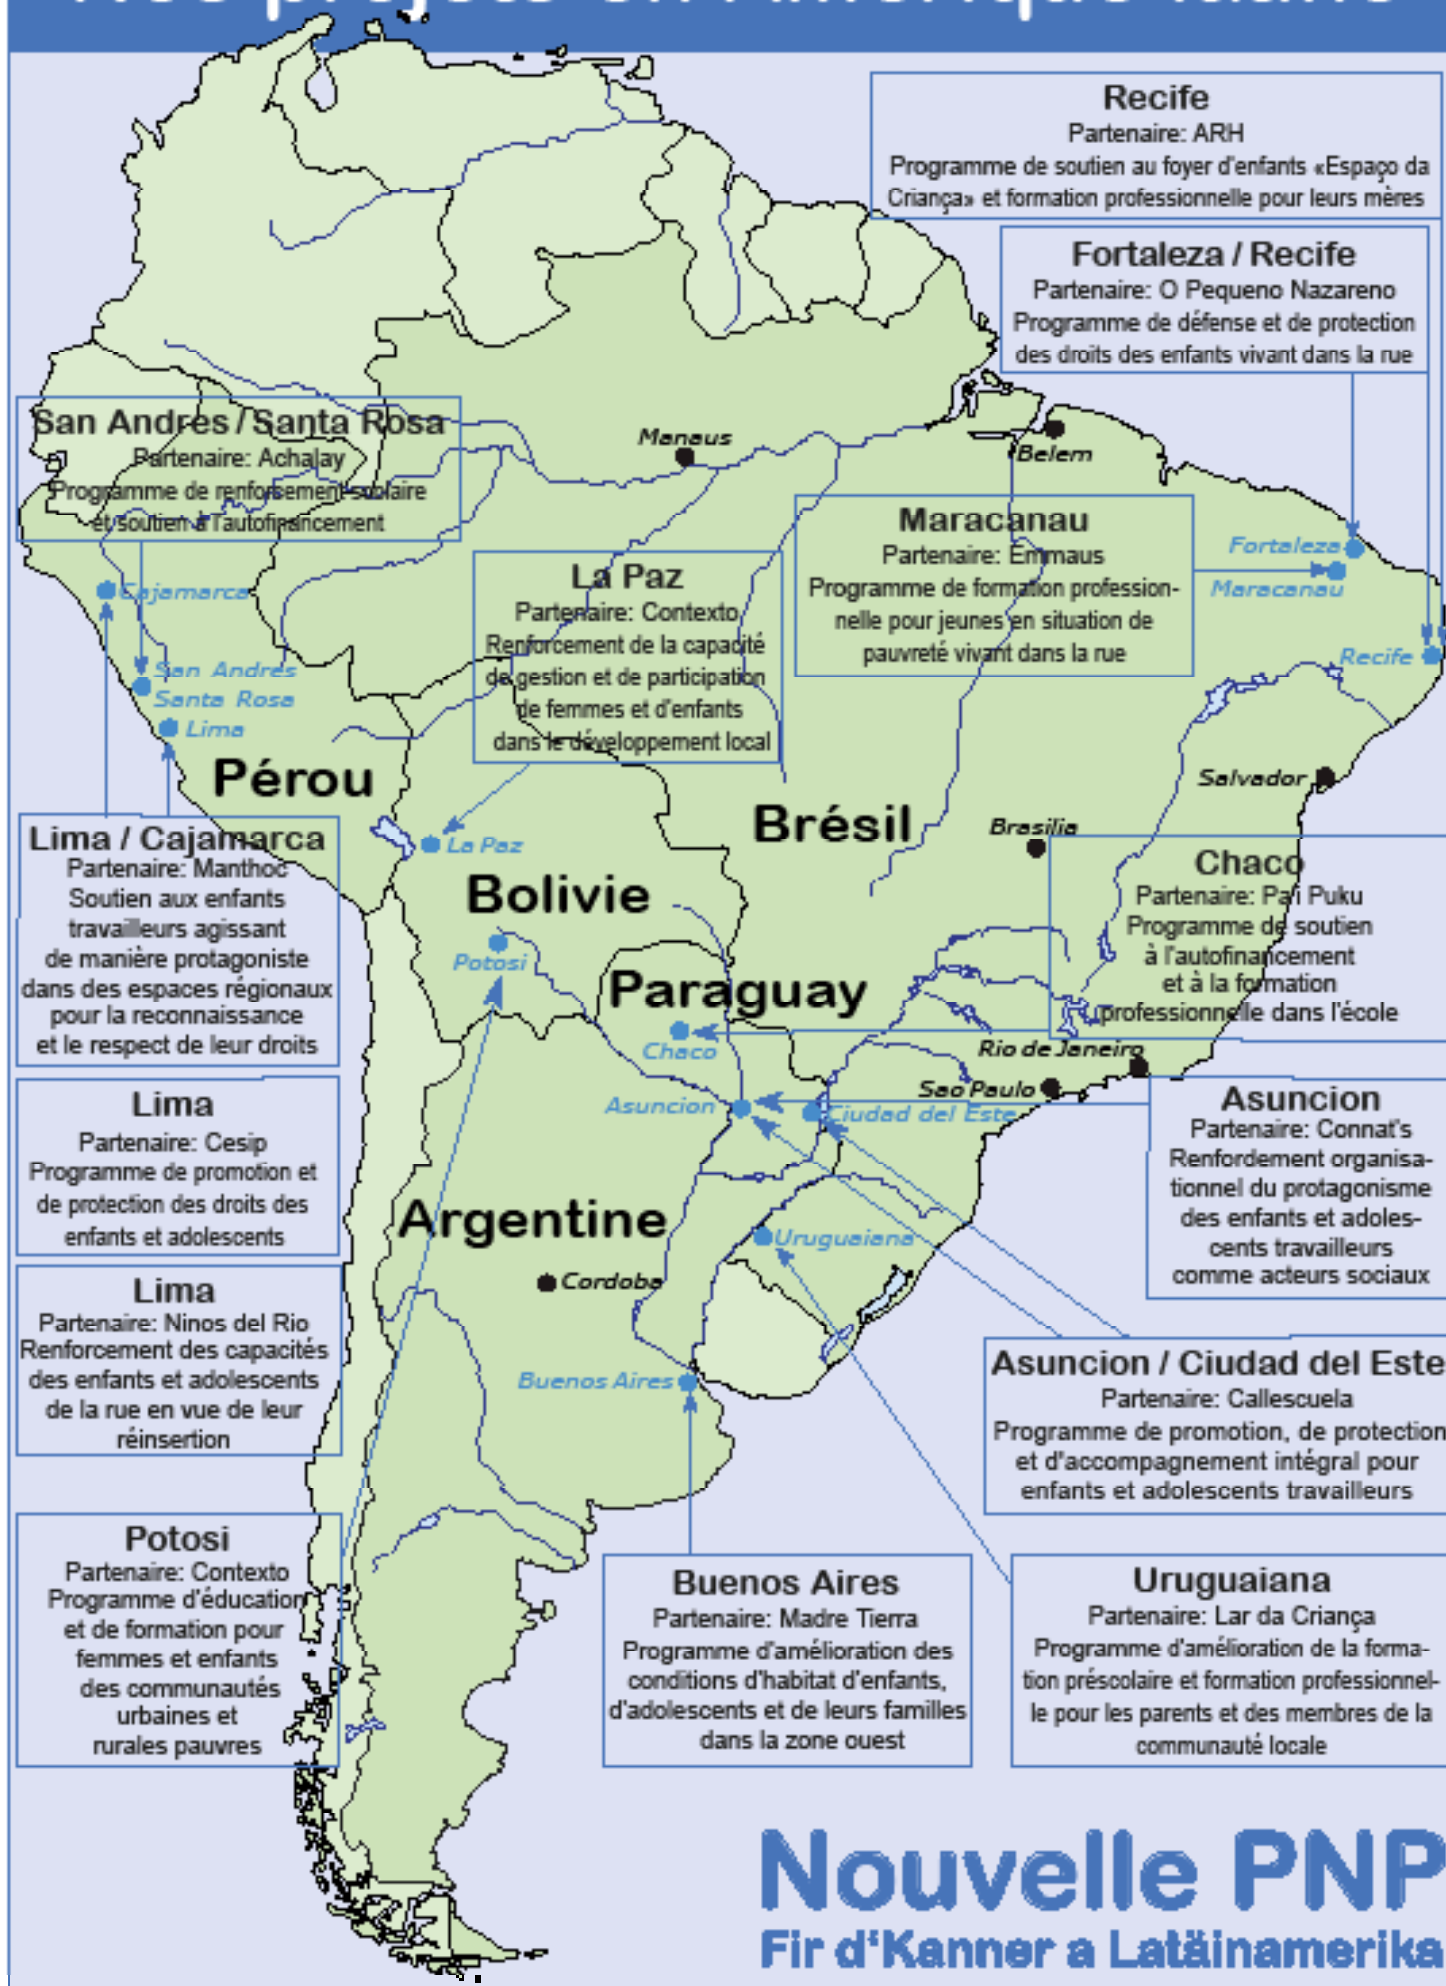 Nos projets en Amérique latine
Recife
Partenaire: ARH
Programme de soutien au foyer d'enfants «Espaço da
Criança» et formation professionnelle pour leurs mères
Fortaleza / Recife
Partenaire: O Pequeno Nazareno
Programme de défense et de protection
des droits des enfants vivant dans la rue
San Andres / Santa Rosa
Partenaire: Achalay
Programme de renforcement scolaire
et soutien à l'autofinancement
Manaus
Belem
Maracanau
Partenaire: Emmaus
Programme de formation profession-
nelle pour jeunes en situation de
pauvreté vivant dans la rue
Fortaleza
Maracanau
Recife
La Paz
Partenaire: Contexto
Renforcement de la capacité
de gestion et de participation
de femmes et d'enfants
dans le développement local
Cajamarca
San Andres
Santa Rosa
Lima
Pérou
Salvador
Brésil
Brasilia
La Paz
Lima / Cajamarca
Partenaire: Manthoc
Soutien aux enfants
travailleurs agissant
de manière protagoniste
dans des espaces régionaux
pour la reconnaissance
et le respect de leur droits
Bolivie
Potosi
Chaco
Partenaire: Pa'i Puku
Programme de soutien
à l'autofinancement
et à la formation
professionnelle dans l'école
Paraguay
Chaco
Rio de Janeiro
Sao Paulo
Asuncion
Ciudad del Este
Lima
Partenaire: Cesip
Programme de promotion et
de protection des droits des
enfants et adolescents
Asuncion
Partenaire: Connat's
Renfordement organisa-
tionnel du protagonisme
des enfants et adoles-
cents travailleurs
comme acteurs sociaux
Argentine
Uruguaiana
Cordoba
Lima
Partenaire: Ninos del Rio
Renforcement des capacités
des enfants et adolescents
de la rue en vue de leur
réinsertion
Buenos Aires
Asuncion / Ciudad del Este
Partenaire: Callescuela
Programme de promotion, de protection
et d'accompagnement intégral pour
enfants et adolescents travailleurs
Potosi
Partenaire: Contexto
Programme d'éducation
et de formation pour
femmes et enfants
des communautés
urbaines et
rurales pauvres
Buenos Aires
Partenaire: Madre Tierra
Programme d'amélioration des
conditions d'habitat d'enfants,
d'adolescents et de leurs familles
dans la zone ouest
Uruguaiana
Partenaire: Lar da Criança
Programme d'amélioration de la forma-
tion préscolaire et formation professionnel-
le pour les parents et des membres de la
communauté locale
Nouvelle PNP
Fir d'Kanner a Latäinamerika